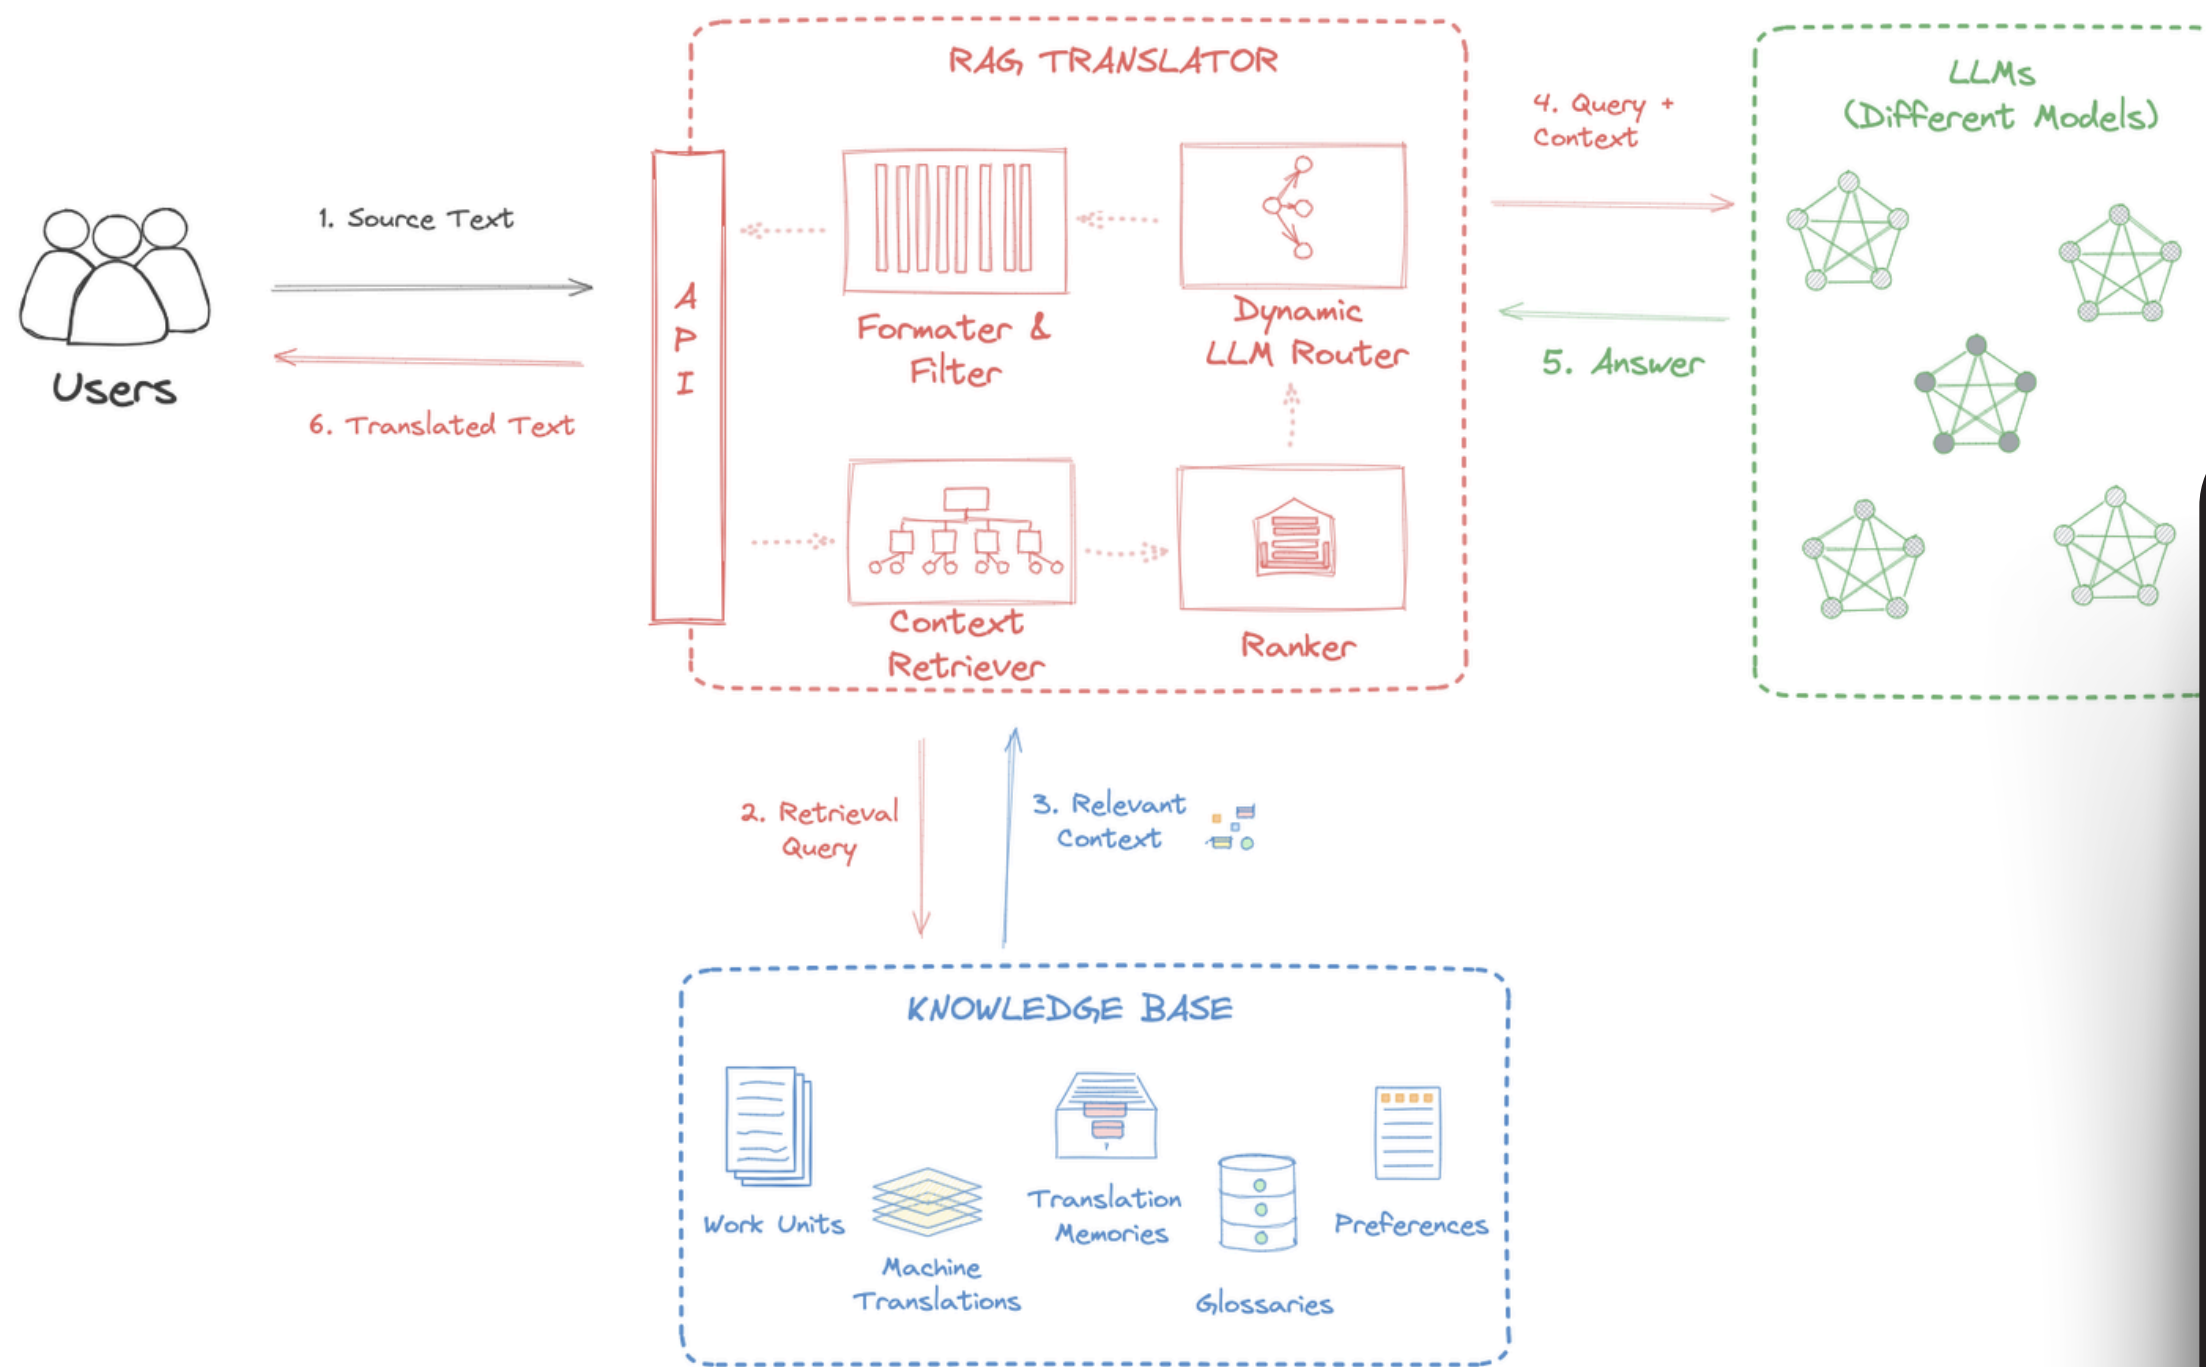 RAG TRANSLATOR
LLMs
(Different Models)
4. Query +
Context
1. Source Text
A
P
I
Formater &
Filter
Dynamic
LLM Router
5. Answer
Users
6. Translated Text
Context
Retriever
Ranker
2. Retrieval
Query
3. Relevant
Context
KNOWLEDGE BASE
Work Units
Machine
Translations
Translation
Memories
Glossaries
Preferences